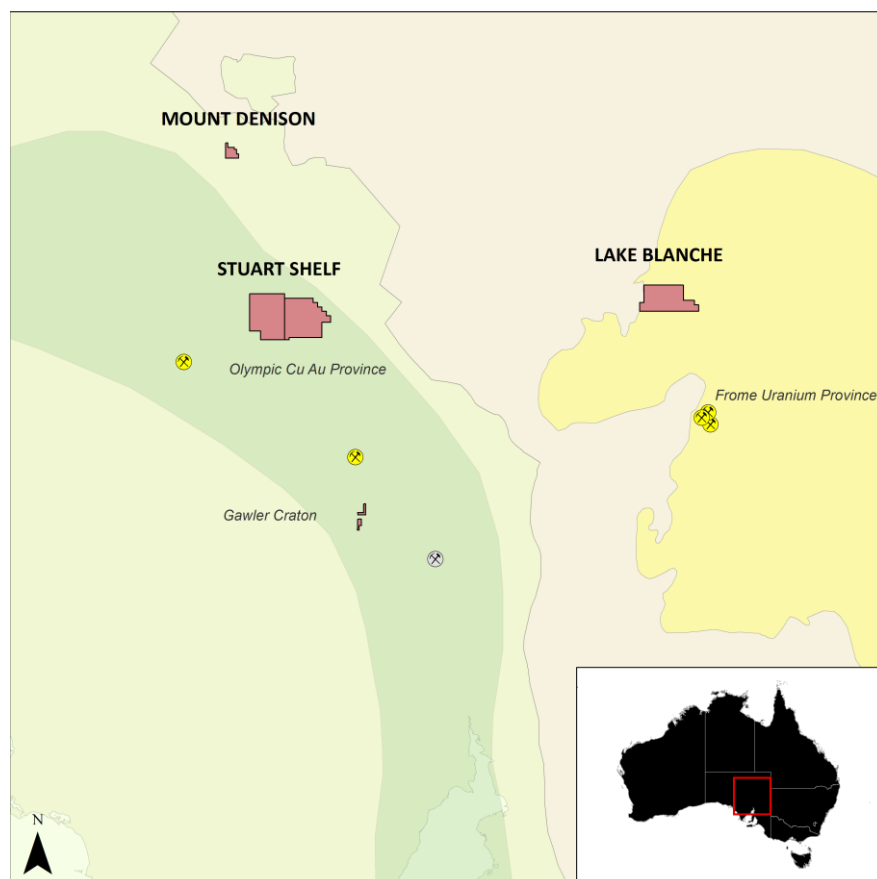 MOUNT DENISON
STUART SHELF
LAKE BLANCHE
Olympic Cu Au Province
Frome Uranium Province
Gawler Craton
N